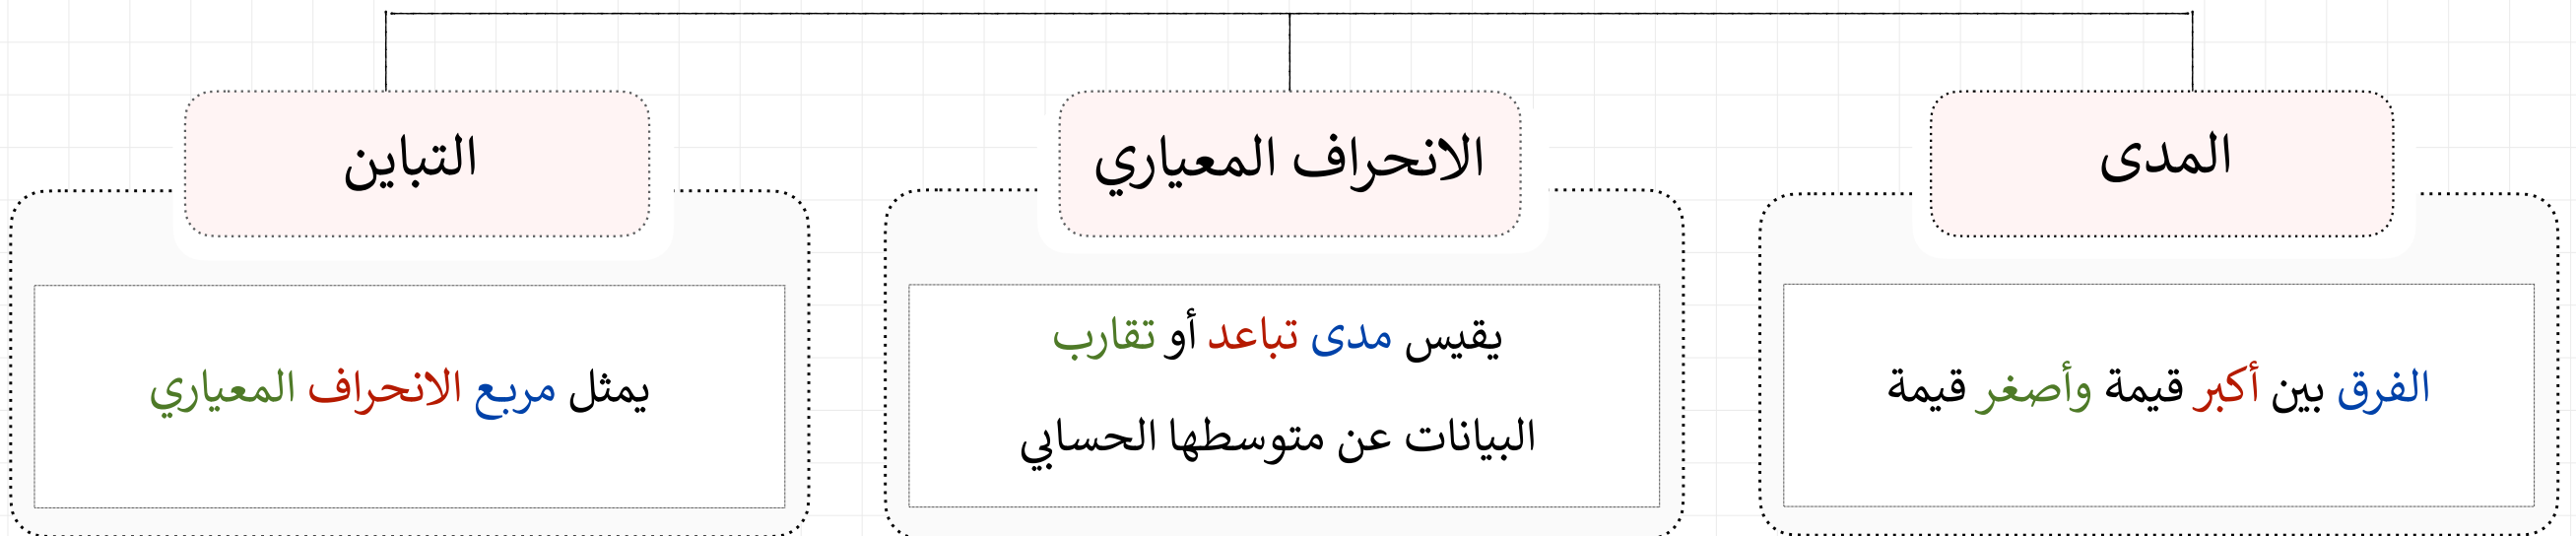 المدى
الفرق بين أكبر قيمة وأصغر قيمة
الانحراف المعياري
يقيس مدى تباعد أو تقارب
البيانات عن متوسطها الحسابي
التباين
يمثل مربع الانحراف المعياري